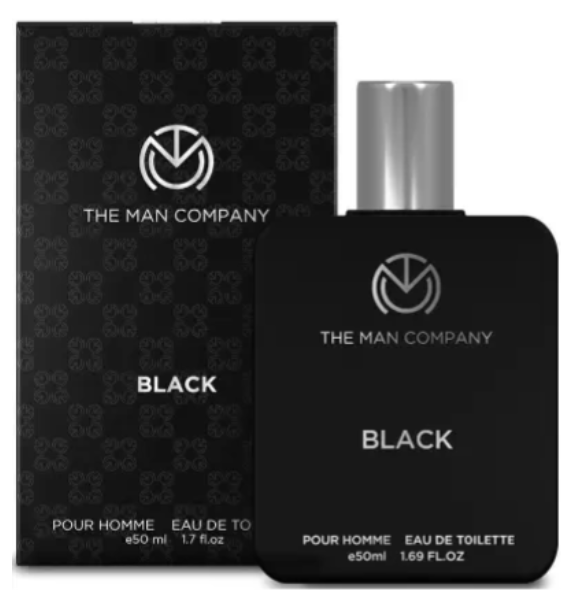 THE MAN COMPANY
BLACK
POUR HOMME EAU DE TO
e50 ml 1.7 fl.oz
THE MAN COMPANY
BLACK
POUR HOMME EAU DE TOILETTE
e50ml 1.69 FL.OZ